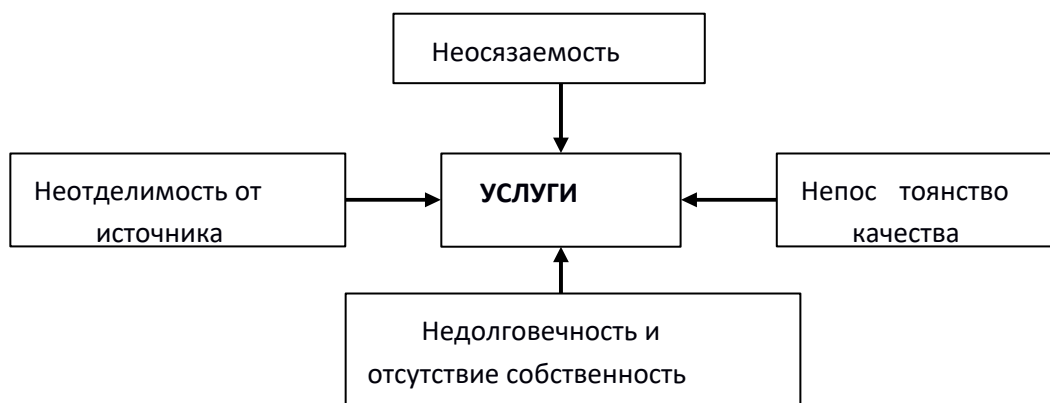 Неосязаемость
Неотделимость от
источника
УСЛУГИ
Непос тоянство
качества
Недолговечность и
отсутствие собственность